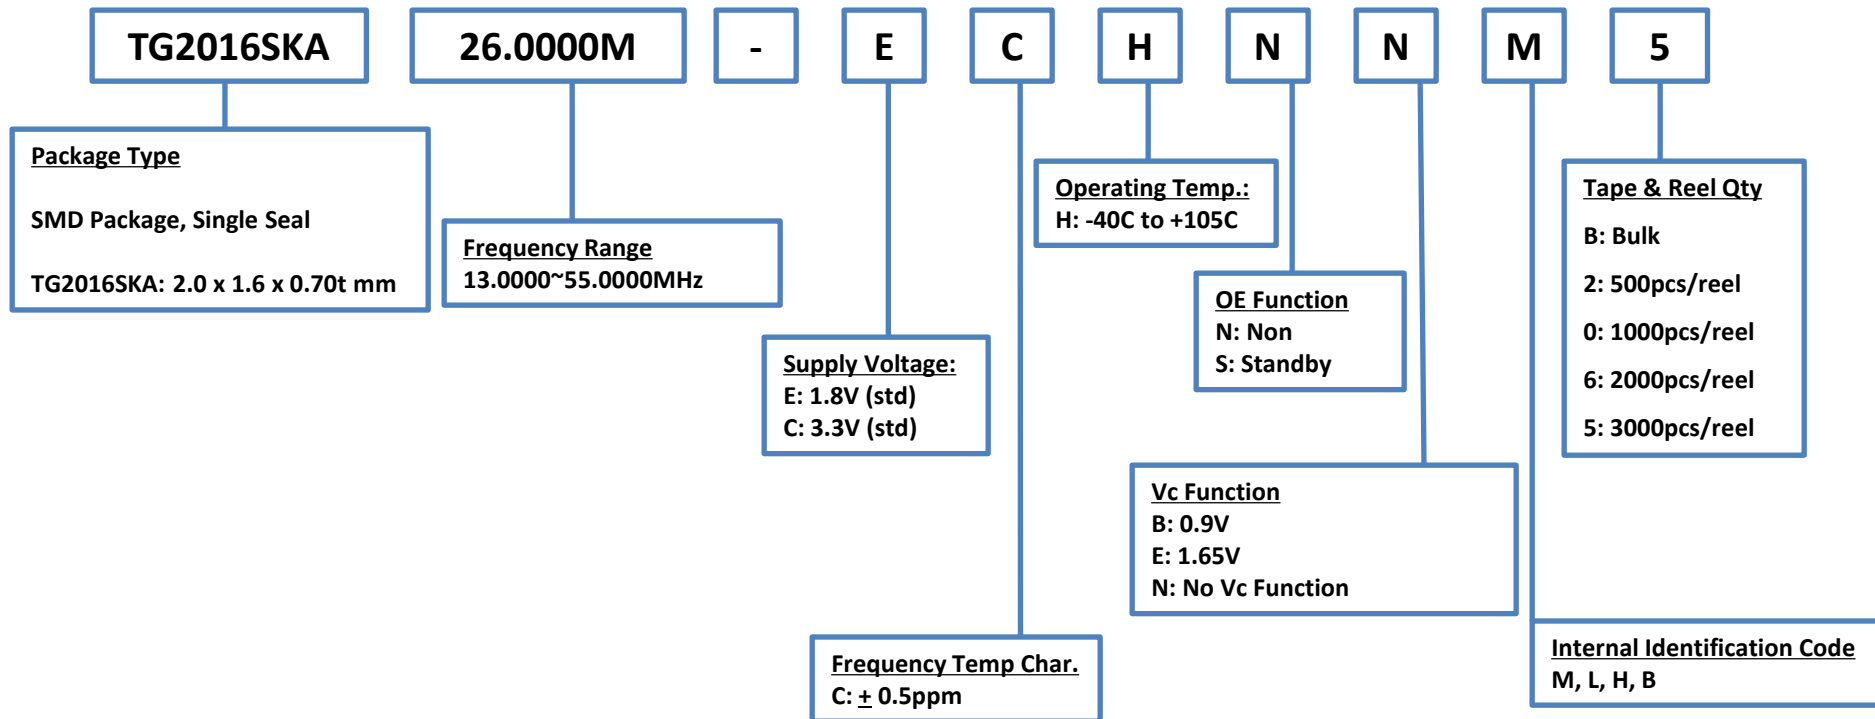 TG2016SKA 26.0000M - E C H N N M 5
Package Type
SMD Package, Single Seal
TG2016SKA: 2.0 x 1.6 x 0.70t mm
Frequency Range
13.0000~55.0000MHz
Supply Voltage:
E: 1.8V (std)
C: 3.3V (std)
Frequency Temp Char.
C: ± 0.5ppm
Operating Temp.:
H: -40C to +105C
OE Function
N: Non
S: Standby
Vc Function
B: 0.9V
E: 1.65V
N: No Vc Function
Internal Identification Code
M, L, H, B
Tape & Reel Qty
B: Bulk
2: 500pcs/reel
0: 1000pcs/reel
6: 2000pcs/reel
5: 3000pcs/reel